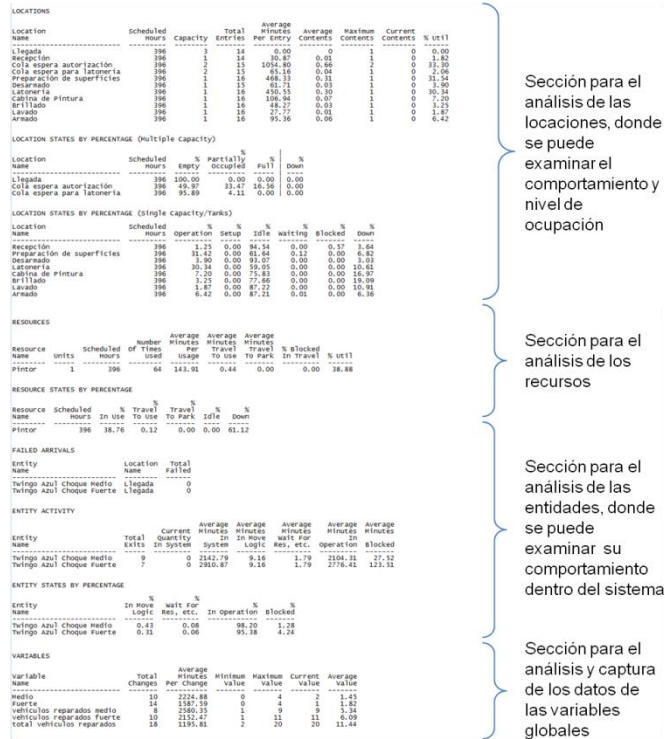 LOCATIONS
Average
Location Scheduled Total Minutes Average Maximum Current
Name Hours Capacity Entries Per Entry Contents Contents Contents % Util
Llegada 396 3 14 0.00 0 1 0 0.00
Recepción 396 1 14 30.87 0.01 1 0 1.82
Cola espera autorización 396 2 15 1054.80 0.66 2 0 33.30
Cola espera para latonería 396 2 15 65.16 0.04 1 0 2.06
Preparación de superficies 396 1 16 468.33 0.31 1 0 31.54
Desarmado 396 1 15 61.71 0.03 1 0 3.90
Latonería 396 1 16 450.55 0.30 1 0 30.34
Cabina de Pintura 396 1 16 106.94 0.07 1 0 7.20
Brillado 396 1 16 48.27 0.03 1 0 3.25
Lavado 396 1 16 27.77 0.01 1 0 1.87
Armado 396 1 16 95.36 0.06 1 0 6.42
LOCATION STATES BY PERCENTAGE (Multiple Capacity)
%
Location Scheduled % Partially % %
Name Hours Empty Occupied Full Down
Llegada 396 100.00 0.00 0.00 0.00
Cola espera autorización 396 49.97 33.47 16.56 0.00
Cola espera para latonería 396 95.89 4.11 0.00 0.00
LOCATION STATES BY PERCENTAGE (Single Capacity/Tanks)
Location Scheduled % % % % % %
Name Hours Operation Setup Idle Waiting Blocked Down
Recepción 396 1.25 0.00 94.54 0.00 0.57 3.64
Preparación de superficies 396 31.42 0.00 61.64 0.12 0.00 6.82
Desarmado 396 3.90 0.00 93.07 0.00 0.00 3.03
Latonería 396 30.34 0.00 59.05 0.00 0.00 10.61
Cabina de Pintura 396 7.20 0.00 75.83 0.00 0.00 16.97
Brillado 396 3.25 0.00 77.66 0.00 0.00 19.09
Lavado 396 1.87 0.00 87.22 0.00 0.00 10.91
Armado 396 6.42 0.00 87.21 0.01 0.00 6.36
Sección para el
análisis de las
locaciones, donde
se puede
examinar el
comportamiento y
nivel de
ocupación
RESOURCES
Average Average Average
Number Minutes Minutes Minutes
Resource Scheduled Of Times Per Travel Travel % Blocked
Name Units Hours Used Usage To Use To Park In Travel % Util
Pintor 1 396 64 143.91 0.44 0.00 0.00 38.88
RESOURCE STATES BY PERCENTAGE
% %
Resource Scheduled % Travel Travel % %
Name Hours In Use To Use To Park Idle Down
Pintor 396 38.76 0.12 0.00 0.00 61.12
Sección para el
análisis de los
recursos
FAILED ARRIVALS
Entity Location Total
Name Name Failed
Twingo Azul Choque Medio Llegada 0
Twingo Azul Choque Fuerte Llegada 0
ENTITY ACTIVITY
Average Average Average Average Average
Current Minutes Minutes Minutes Minutes Minutes
Entity Total Quantity In In Move Wait For In
Name Exits In System System Logic Res, etc. Operation Blocked
Twingo Azul Choque Medio 9 0 2142.79 9.16 1.79 2104.31 27.52
Twingo Azul Choque Fuerte 7 0 2910.87 9.16 1.79 2776.41 123.51
ENTITY STATES BY PERCENTAGE
% %
Entity In Move Wait For % %
Name Logic Res, etc. In Operation Blocked
Twingo Azul Choque Medio 0.43 0.08 98.20 1.28
Twingo Azul Choque Fuerte 0.31 0.06 95.38 4.24
Sección para el
análisis de las
entidades, donde
se puede
examinar su
comportamiento
dentro del sistema
VARIABLES
Average
Variable Total Minutes Minimum Maximum Current Average
Name Changes Per Change Value Value Value Value
Medio 10 2224.88 0 4 2 1.45
Fuerte 14 1587.59 0 4 1 1.82
vehiculos reparados medio 8 2580.35 1 9 9 5.34
vehiculos reparados fuerte 10 2152.47 1 11 11 6.09
total vehiculos reparados 18 1195.81 2 20 20 11.44
Sección para el
análisis y captura
de los datos de
las variables
globales